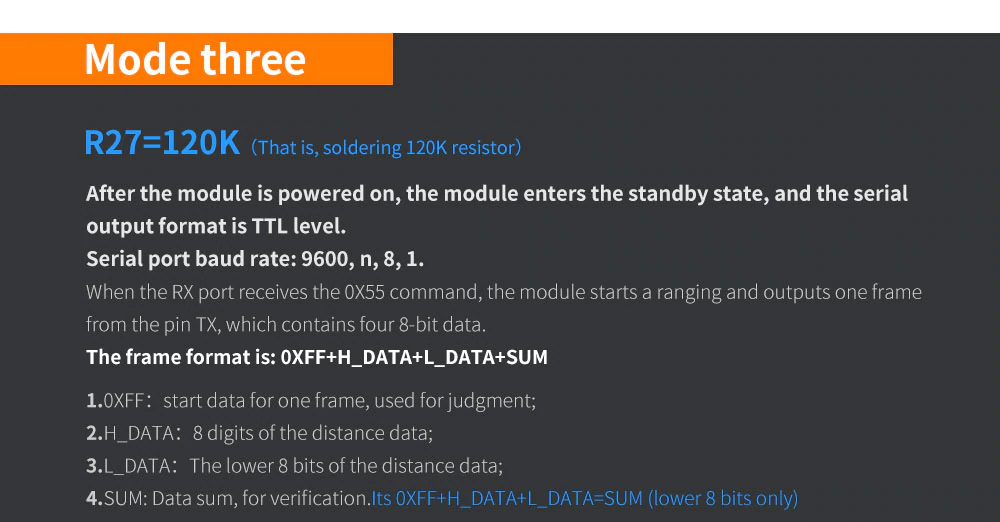 Mode three
R27=120K（That is, soldering 120K resistor）
After the module is powered on, the module enters the standby state, and the serial
output format is TTL level.
Serial port baud rate: 9600, n, 8, 1.
When the RX port receives the 0X55 command, the module starts a ranging and outputs one frame
from the pin TX, which contains four 8-bit data.
The frame format is: 0XFF+H_DATA+L_DATA+SUM
1.0XFF：start data for one frame, used for judgment;
2.H_DATA：8 digits of the distance data;
3.L_DATA：The lower 8 bits of the distance data;
4.SUM: Data sum, for verification.Its 0XFF+H_DATA+L_DATA=SUM (lower 8 bits only)